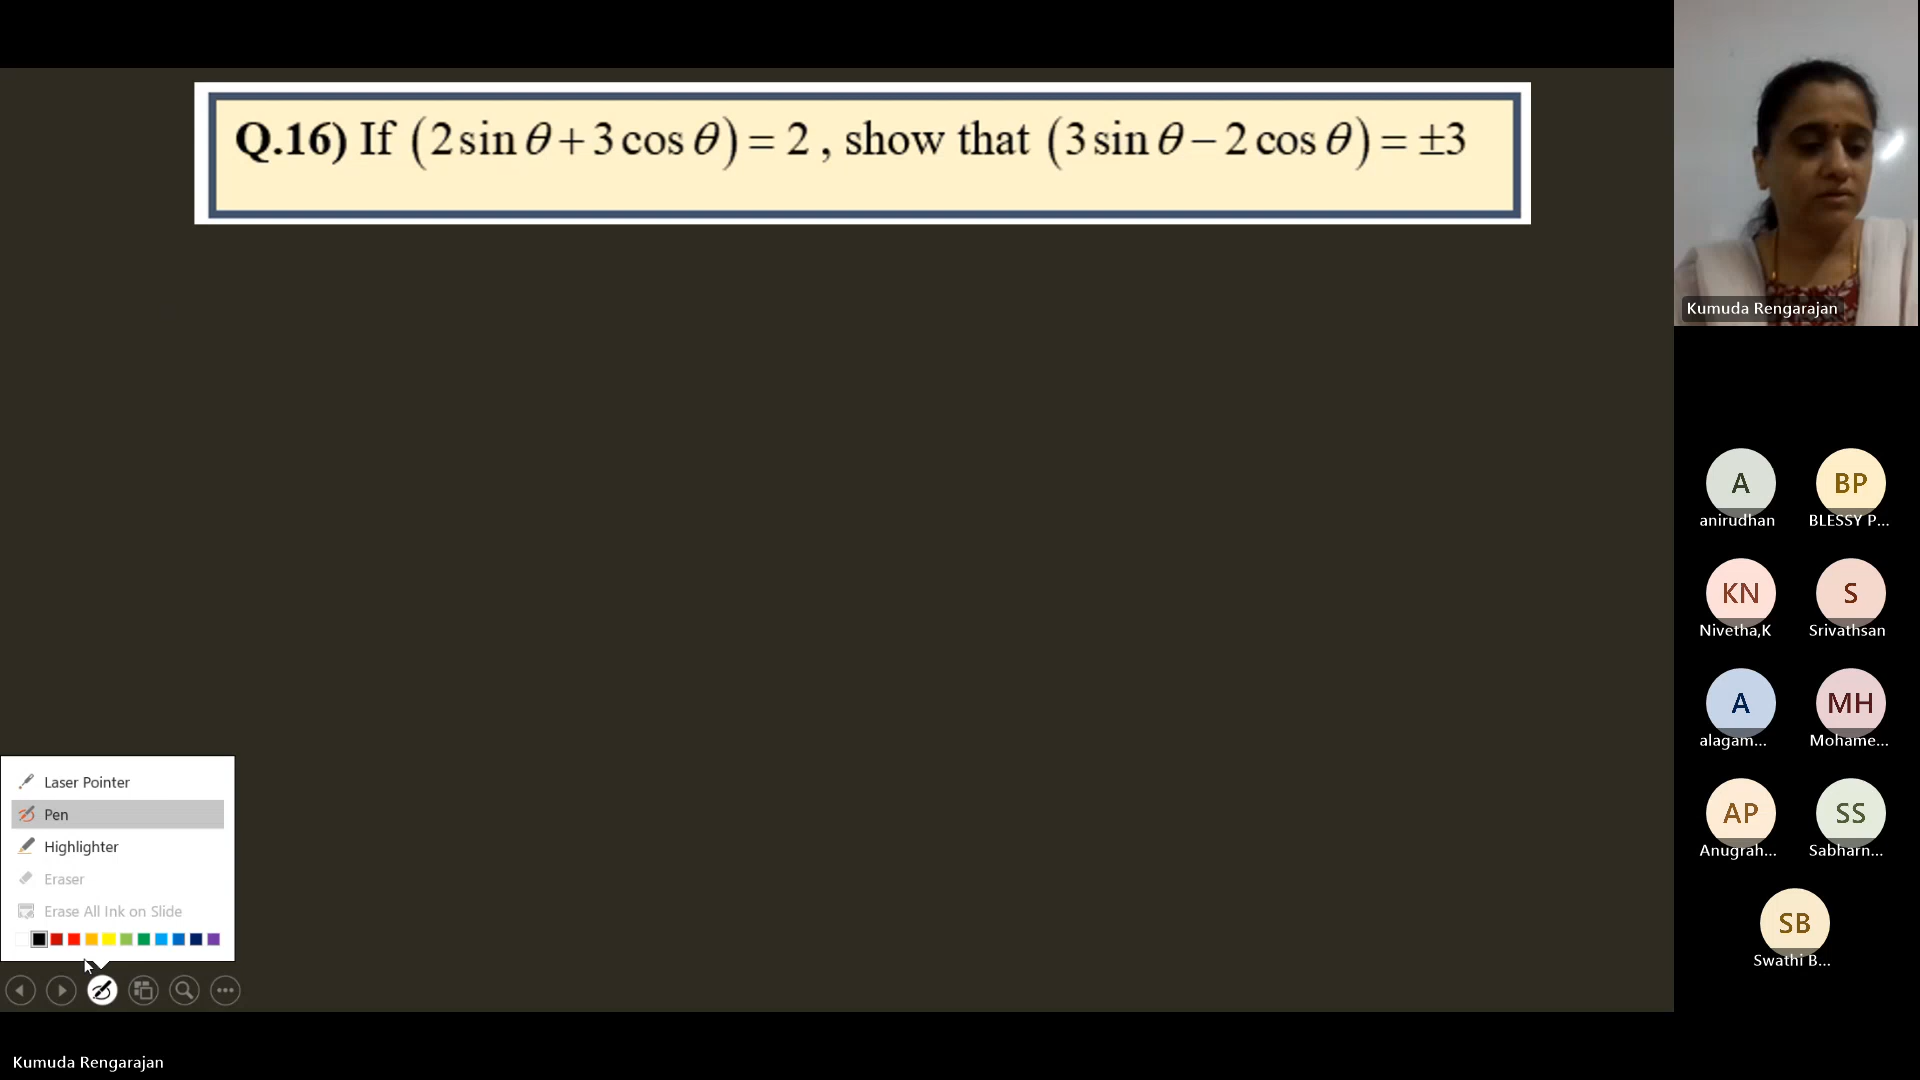 Q.16) If (2 sin θ + 3 cos θ) = 2 , show that (3 sin θ − 2 cos θ) = ±3
Kumuda Rengarajan
A
anirudhan
BP
BLESSY P...
KN
Nivetha,K
S
Srivathsan
A
alagam...
MH
Mohame...
AP
Anugrah...
SS
Sabharn...
SB
Swathi B...
Laser Pointer
Pen
Highlighter
Eraser
Erase All Ink on Slide
Kumuda Rengarajan